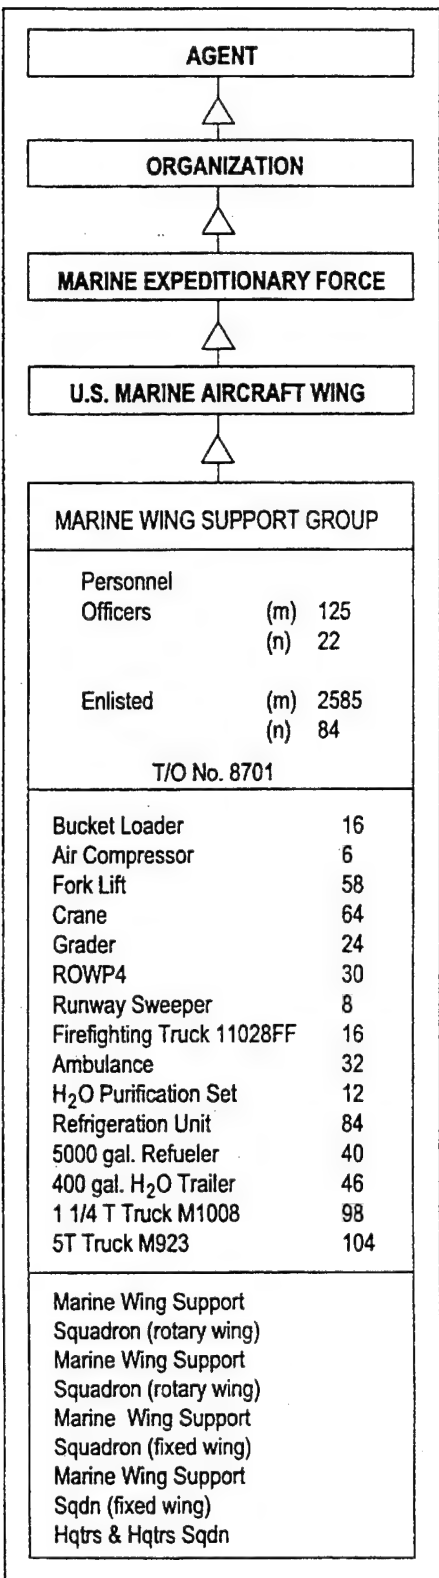 AGENT
ORGANIZATION
MARINE EXPEDITIONARY FORCE
U.S. MARINE AIRCRAFT WING
MARINE WING SUPPORT GROUP
Personnel
Officers (m) 125
(n) 22
Enlisted (m) 2585
(n) 84
T/O No. 8701
Bucket Loader 16
Air Compressor 6
Fork Lift 58
Crane 64
Grader 24
ROWP4 30
Runway Sweeper 8
Firefighting Truck 11028FF 16
Ambulance 32
H₂O Purification Set 12
Refrigeration Unit 84
5000 gal. Refueler 40
400 gal. H₂O Trailer 46
1 1/4 T Truck M1008 98
5T Truck M923 104
Marine Wing Support
Squadron (rotary wing)
Marine Wing Support
Squadron (rotary wing)
Marine Wing Support
Squadron (fixed wing)
Marine Wing Support
Sqdn (fixed wing)
Hqtrs & Hqtrs Sqdn